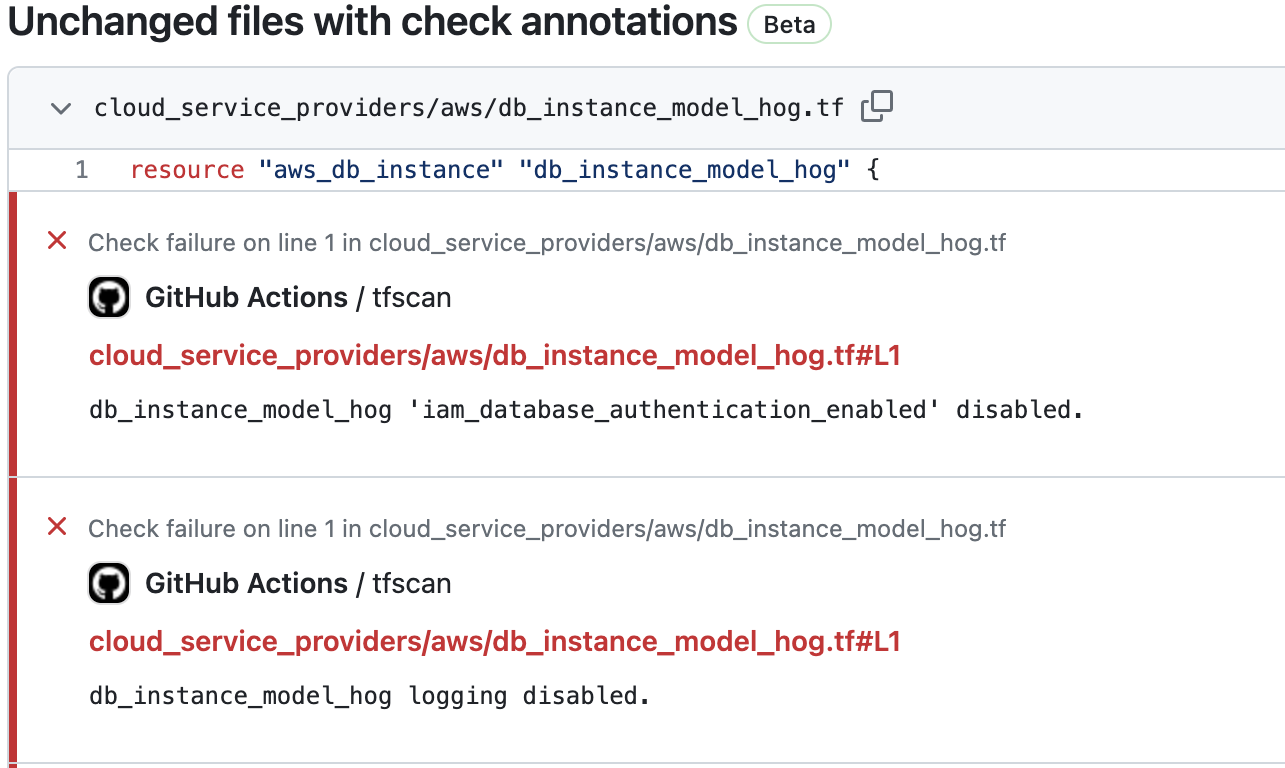 Unchanged files with check annotations Beta
cloud_service_providers/aws/db_instance_model_hog.tf
1 resource "aws_db_instance" "db_instance_model_hog" {
Check failure on line 1 in cloud_service_providers/aws/db_instance_model_hog.tf
GitHub Actions / tfscan
cloud_service_providers/aws/db_instance_model_hog.tf#L1
db_instance_model_hog 'iam_database_authentication_enabled' disabled.
Check failure on line 1 in cloud_service_providers/aws/db_instance_model_hog.tf
GitHub Actions / tfscan
cloud_service_providers/aws/db_instance_model_hog.tf#L1
db_instance_model_hog logging disabled.